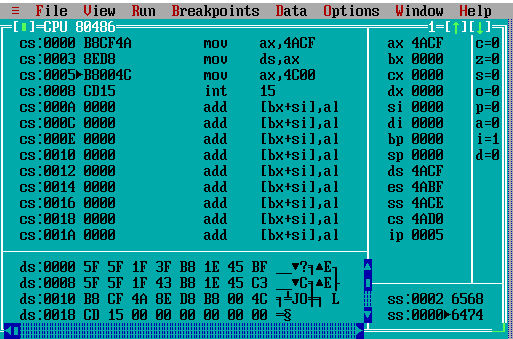 ≡ File View Run Breakpoints Data Options Window Help
[■]=CPU 80486 1=[↑][↓]
cs:0000 B8CF4A mov ax,4ACF ax 4ACF c=0
cs:0003 8ED8 mov ds,ax bx 0000 z=0
cs:0005►B8004C mov ax,4C00 cx 0000 s=0
cs:0008 CD15 int 15 dx 0000 o=0
cs:000A 0000 add [bx+si],al si 0000 p=0
cs:000C 0000 add [bx+si],al di 0000 a=0
cs:000E 0000 add [bx+si],al bp 0000 i=1
cs:0010 0000 add [bx+si],al sp 0000 d=0
cs:0012 0000 add [bx+si],al ds 4ACF
cs:0014 0000 add [bx+si],al es 4ABF
cs:0016 0000 add [bx+si],al ss 4ACE
cs:0018 0000 add [bx+si],al cs 4AD0
cs:001A 0000 add [bx+si],al ip 0005
ds:0000 5F 5F 1F 3F B8 1E 45 BF __▼?╕▲E┐
ds:0008 5F 5F 1F 43 B8 1E 45 C3 __▼C╕▲E├
ds:0010 B8 CF 4A 8E D8 B8 00 4C ╕╧JÄ╪╕ L ss:0002 6568
ds:0018 CD 15 00 00 00 00 00 00 ═§ ss:0000►6474